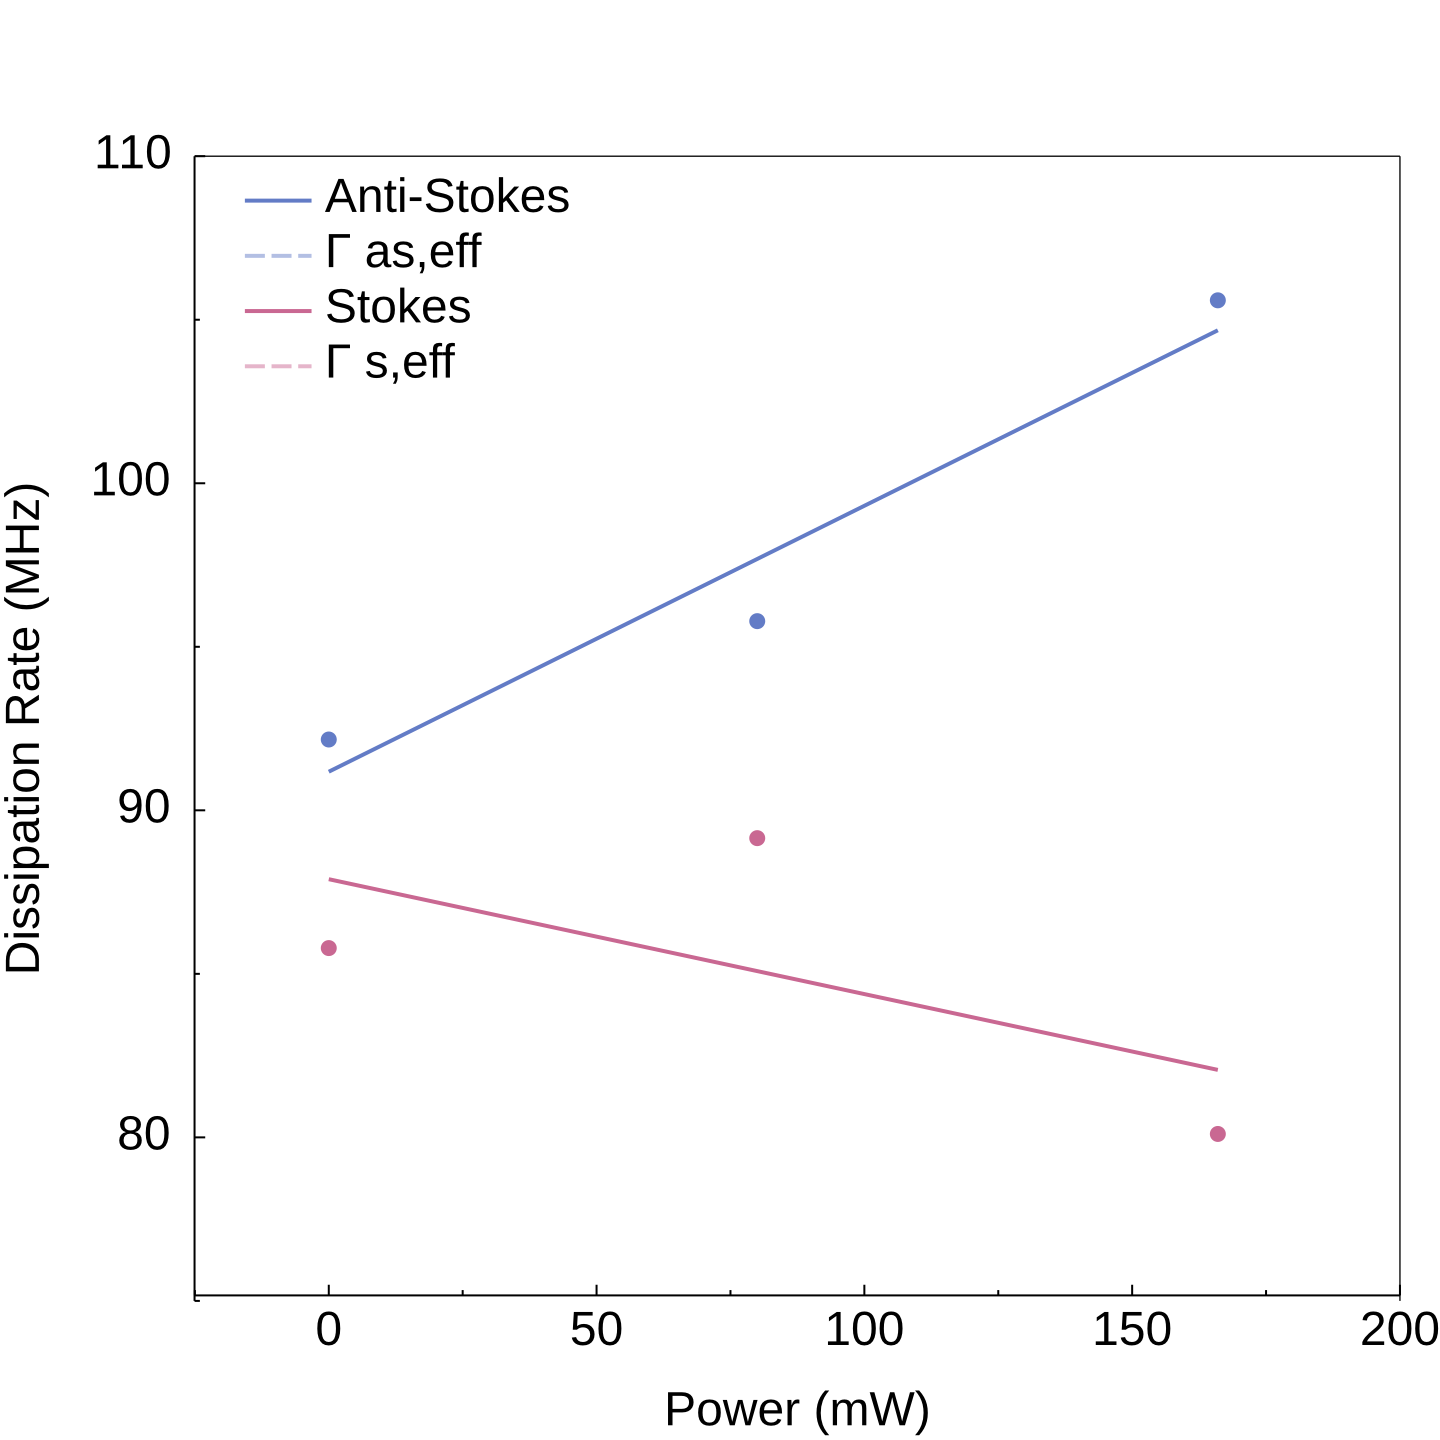 110
Anti-Stokes
Γ as,eff
Stokes
Γ s,eff
100
90
80
Dissipation Rate (MHz)
0 50 100 150 200
Power (mW)